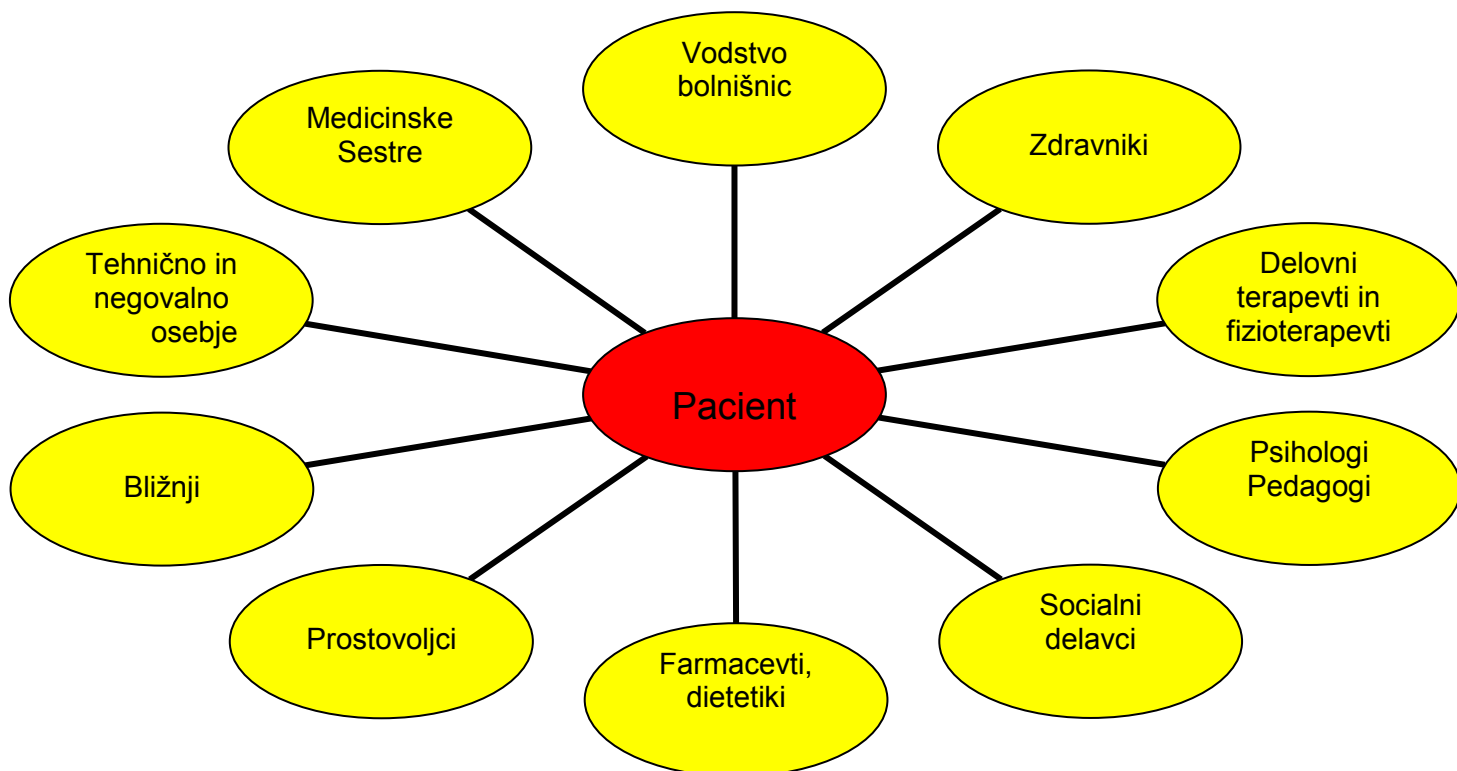 Vodstvo
bolnišnic
Medicinske
Sestre
Zdravniki
Tehnično in
negovalno
osebje
Delovni
terapevti in
fizioterapevti
Pacient
Bližnji
Psihologi
Pedagogi
Prostovoljci
Socialni
delavci
Farmacevti,
dietetiki